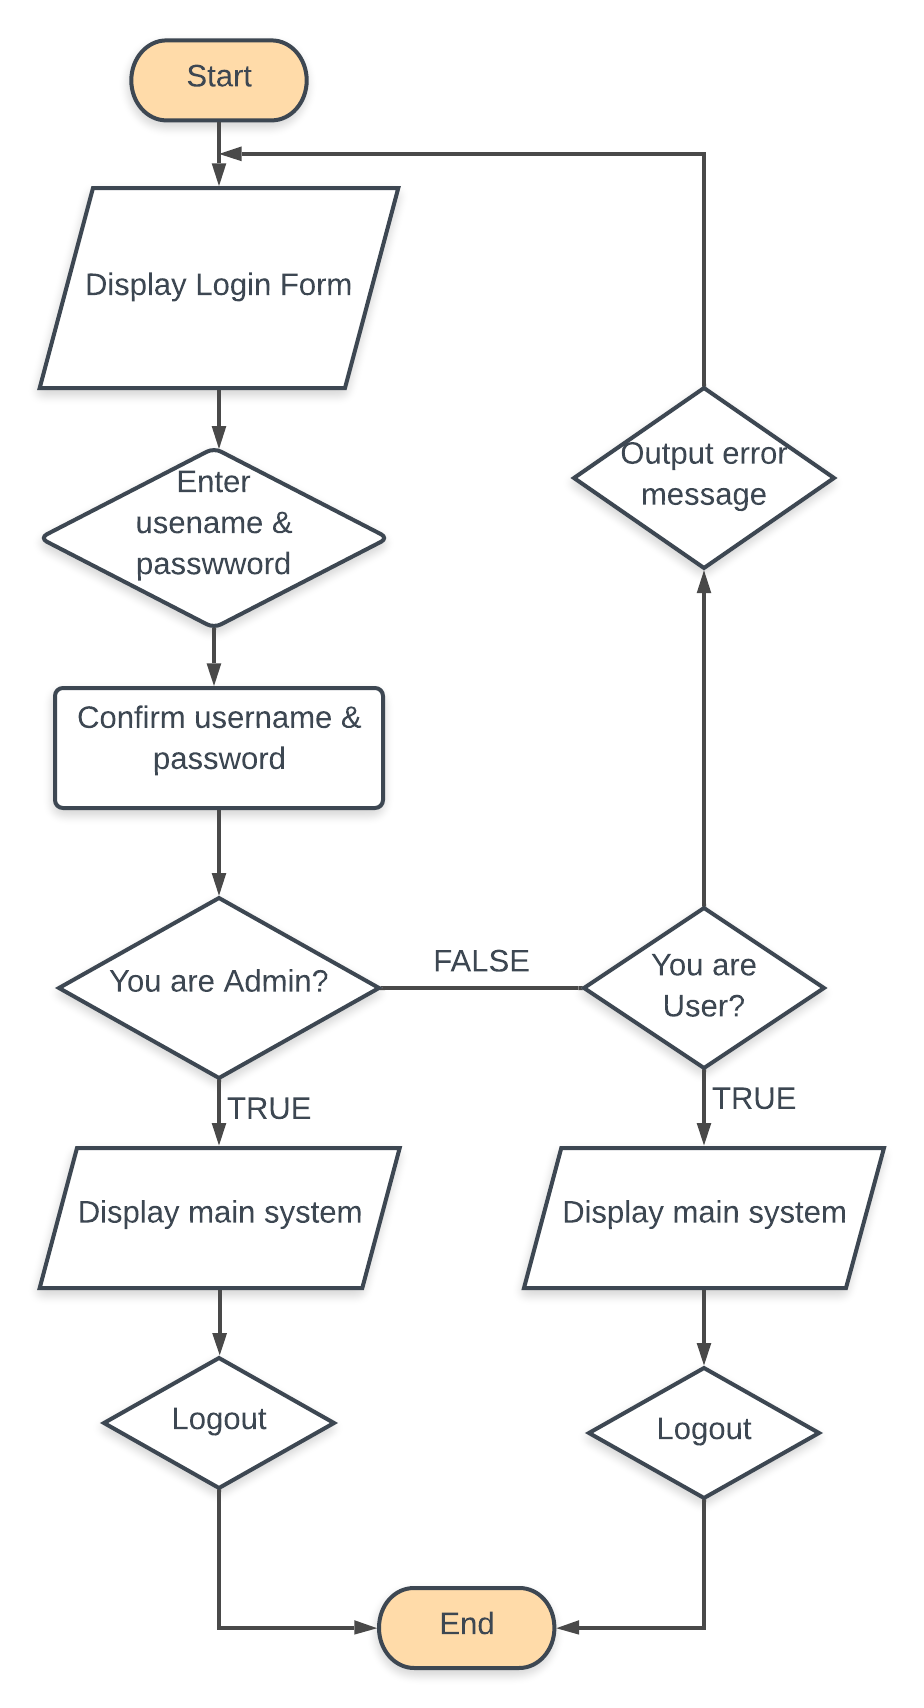 Start
Display Login Form
Enter
usename &
passwword
Confirm username &
password
You are Admin?
FALSE
You are
User?
Output error
message
TRUE
TRUE
Display main system
Display main system
Logout
Logout
End